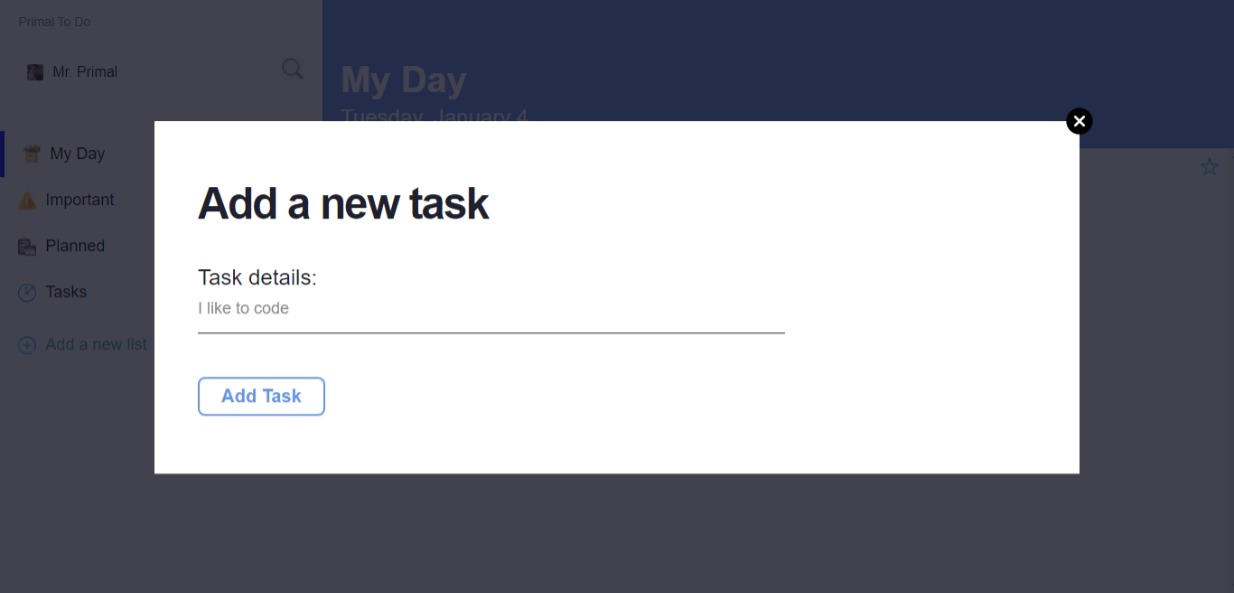 Primal To Do
Mr. Primal
My Day
Important
Planned
Tasks
Add a new list
My Day
Tuesday, January 4
Add a new task
Task details:
I like to code
Add Task